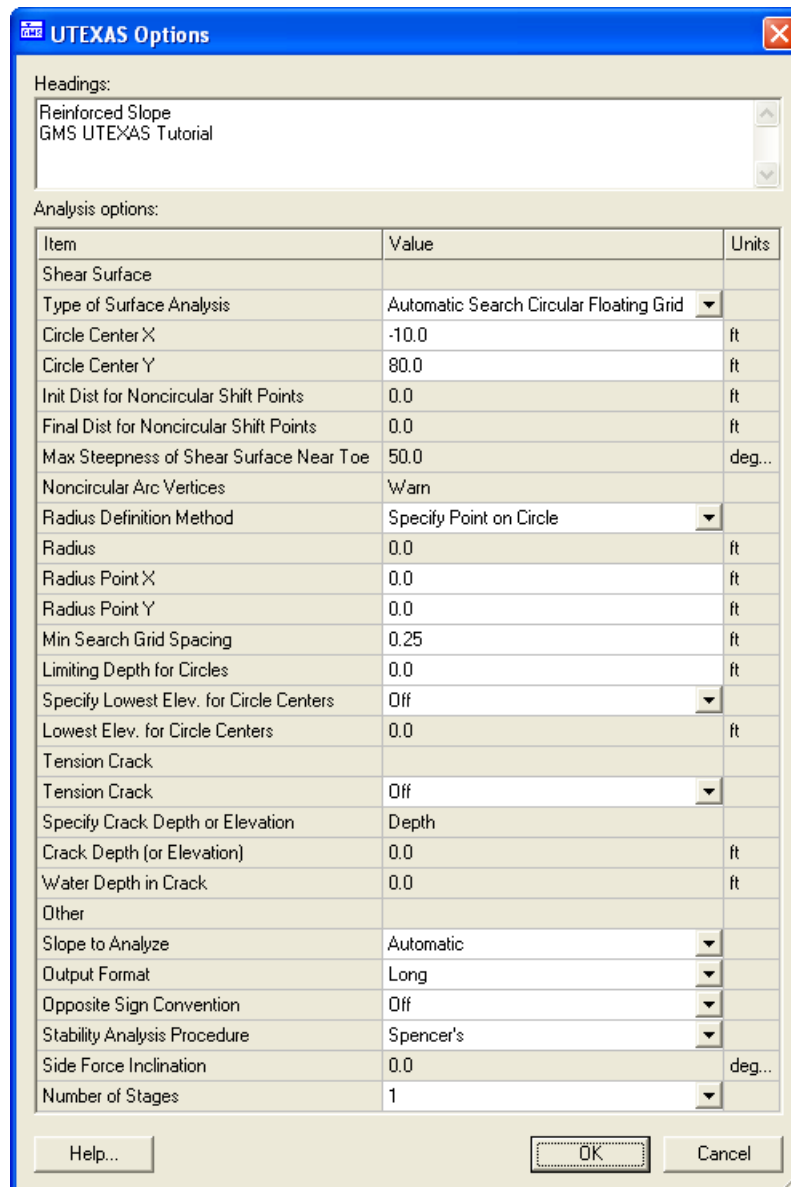 GMS UTEXAS Options
Headings:
Reinforced Slope
GMS UTEXAS Tutorial
Analysis options:
Item Value Units
Shear Surface
Type of Surface Analysis Automatic Search Circular Floating Grid
Circle Center X -10.0 ft
Circle Center Y 80.0 ft
Init Dist for Noncircular Shift Points 0.0 ft
Final Dist for Noncircular Shift Points 0.0 ft
Max Steepness of Shear Surface Near Toe 50.0 deg...
Noncircular Arc Vertices Warn
Radius Definition Method Specify Point on Circle
Radius 0.0 ft
Radius Point X 0.0 ft
Radius Point Y 0.0 ft
Min Search Grid Spacing 0.25 ft
Limiting Depth for Circles 0.0 ft
Specify Lowest Elev. for Circle Centers Off
Lowest Elev. for Circle Centers 0.0 ft
Tension Crack
Tension Crack Off
Specify Crack Depth or Elevation Depth
Crack Depth (or Elevation) 0.0 ft
Water Depth in Crack 0.0 ft
Other
Slope to Analyze Automatic
Output Format Long
Opposite Sign Convention Off
Stability Analysis Procedure Spencer's
Side Force Inclination 0.0 deg...
Number of Stages 1
Help... OK Cancel